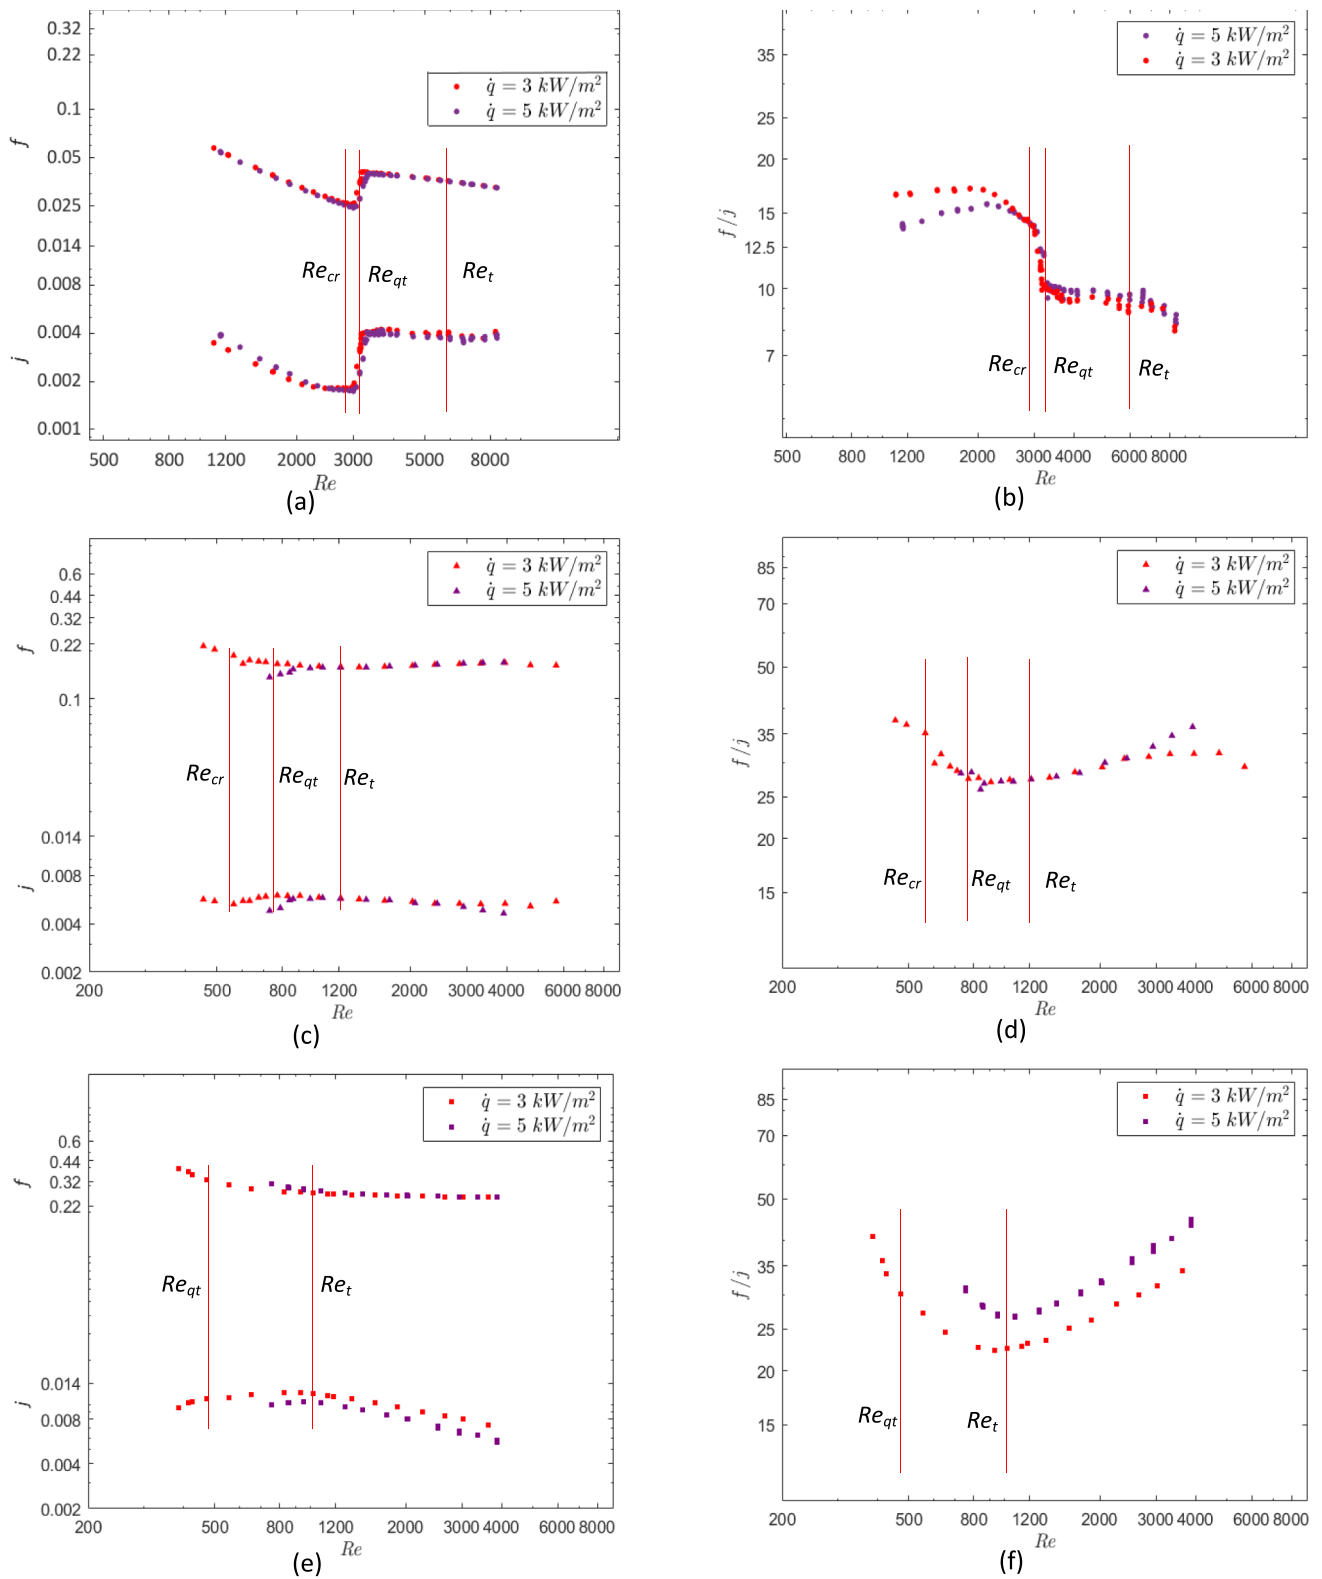 0.32
0.22
0.1
f
0.05
0.025
0.014
0.008
0.004
j
0.002
0.001
q̇ = 3 kW/m²
q̇ = 5 kW/m²
Re_cr Re_qt Re_t
500 800 1200 2000 3000 5000 8000
Re
(a)
35
25
20
f/j
15
12.5
10
7
q̇ = 5 kW/m²
q̇ = 3 kW/m²
Re_cr Re_qt Re_t
500 800 1200 2000 3000 4000 6000 8000
Re
(b)
0.6
0.44
0.32
0.22
f
0.1
0.014
0.008
j
0.004
0.002
q̇ = 3 kW/m²
q̇ = 5 kW/m²
Re_cr Re_qt Re_t
200 500 800 1200 2000 3000 4000 6000 8000
Re
(c)
85
70
50
35
f/j
25
20
15
q̇ = 3 kW/m²
q̇ = 5 kW/m²
Re_cr Re_qt Re_t
200 500 800 1200 2000 3000 4000 6000 8000
Re
(d)
0.6
0.44
0.32
f
0.22
0.014
j
0.008
0.004
0.002
q̇ = 3 kW/m²
q̇ = 5 kW/m²
Re_qt Re_t
200 500 800 1200 2000 3000 4000 8000
Re
(e)
85
70
50
35
f/j
25
20
15
q̇ = 3 kW/m²
q̇ = 5 kW/m²
Re_qt Re_t
200 500 800 1200 2000 3000 4000 6000 8000
Re
(f)